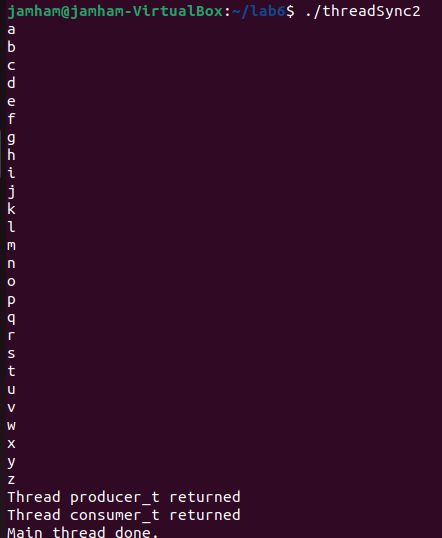 jamham@jamham-VirtualBox:~/lab6$ ./threadSync2
a
b
c
d
e
f
g
h
i
j
k
l
m
n
o
p
q
r
s
t
u
v
w
x
y
z
Thread producer_t returned
Thread consumer_t returned
Main thread done.